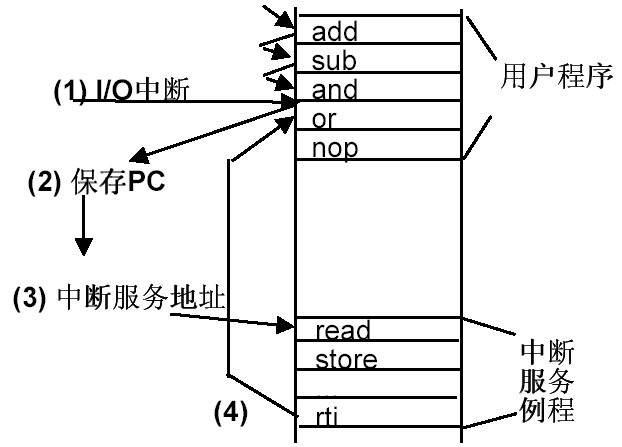 add
sub
(1) I/O中断
and
or
nop
用户程序
(2) 保存PC
(3) 中断服务地址
read
store
...
(4)
rti
中断
服务
例程